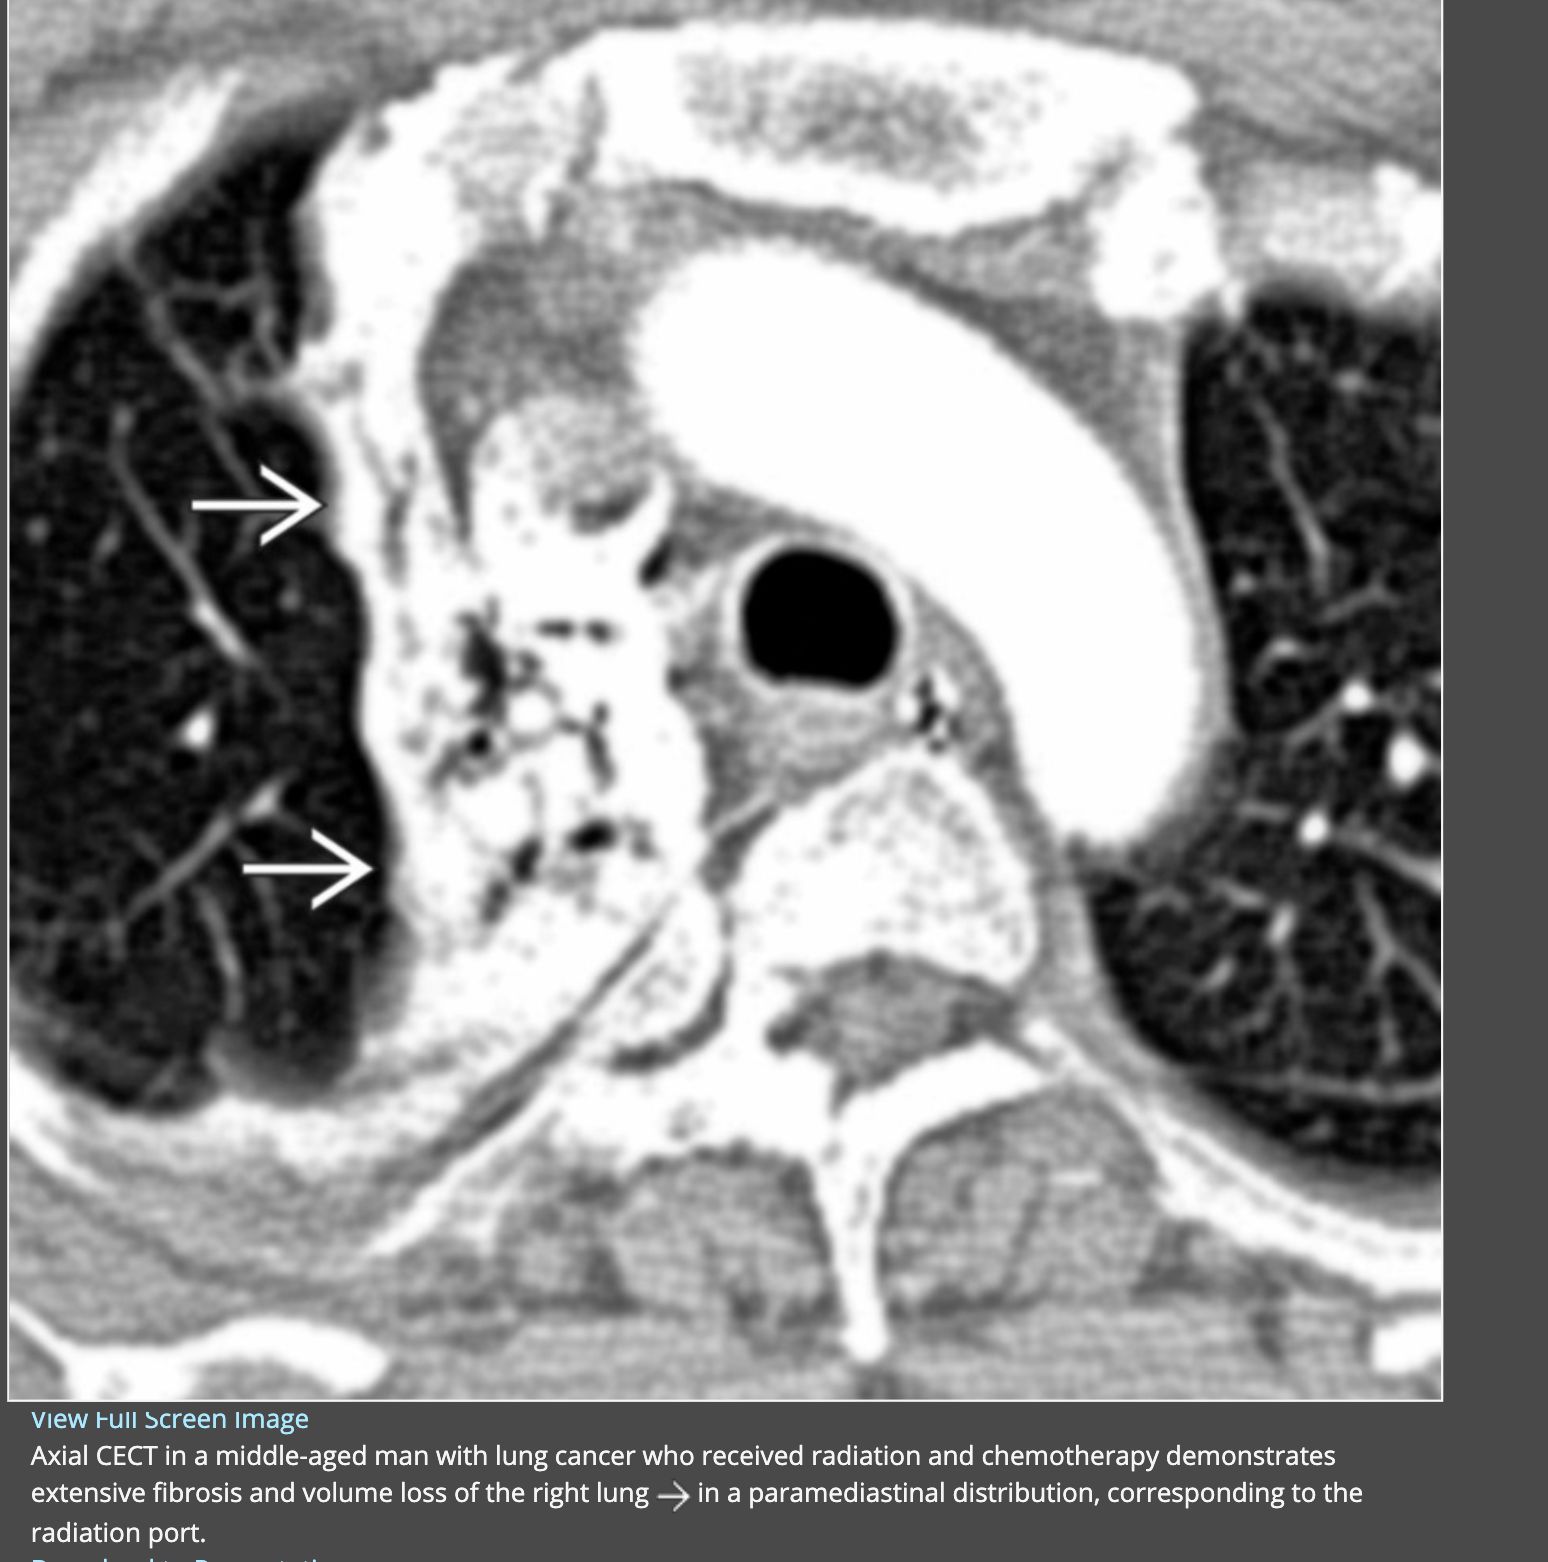 View Full Screen Image
Axial CECT in a middle-aged man with lung cancer who received radiation and chemotherapy demonstrates
extensive fibrosis and volume loss of the right lung → in a paramediastinal distribution, corresponding to the
radiation port.